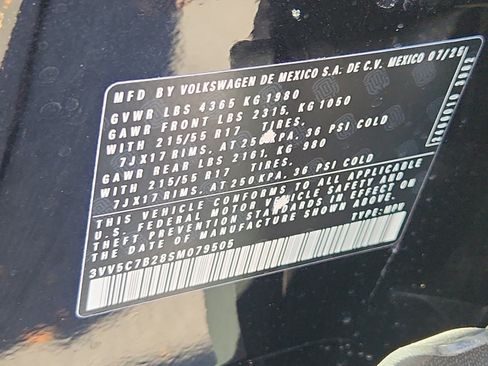 MFD BY VOLKSWAGEN DE MEXICO S.A. DE C.V. MEXICO 07/25
GVWR LBS 4365 KG 1980
GAWR FRONT LBS 2315, KG 1050
WITH 215/55 R17 TIRES.
7JX17 RIMS, AT 250 KPA, 36 PSI COLD
GAWR REAR LBS 2161, KG 980
WITH 215/55 R17 TIRES.
7JX17 RIMS, AT 250 KPA, 36 PSI COLD
THIS VEHICLE CONFORMS TO ALL APPLICABLE
U.S. FEDERAL MOTOR VEHICLE SAFETY AND
THEFT PREVENTION STANDARDS IN EFFECT ON
THE DATE OF MANUFACTURE SHOWN ABOVE.
3VV5C7B28SM079505 TYPE: MPV